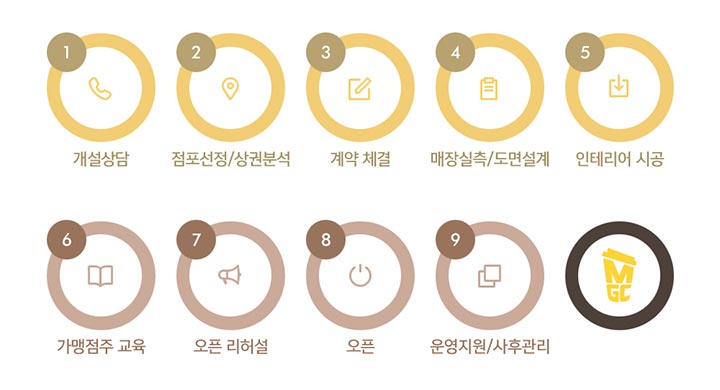 1
2
3
4
5
개설상담
점포선정/상권분석
계약 체결
매장실측/도면설계
인테리어 시공
6
7
8
9
MGC
가맹점주 교육
오픈 리허설
오픈
운영지원/사후관리